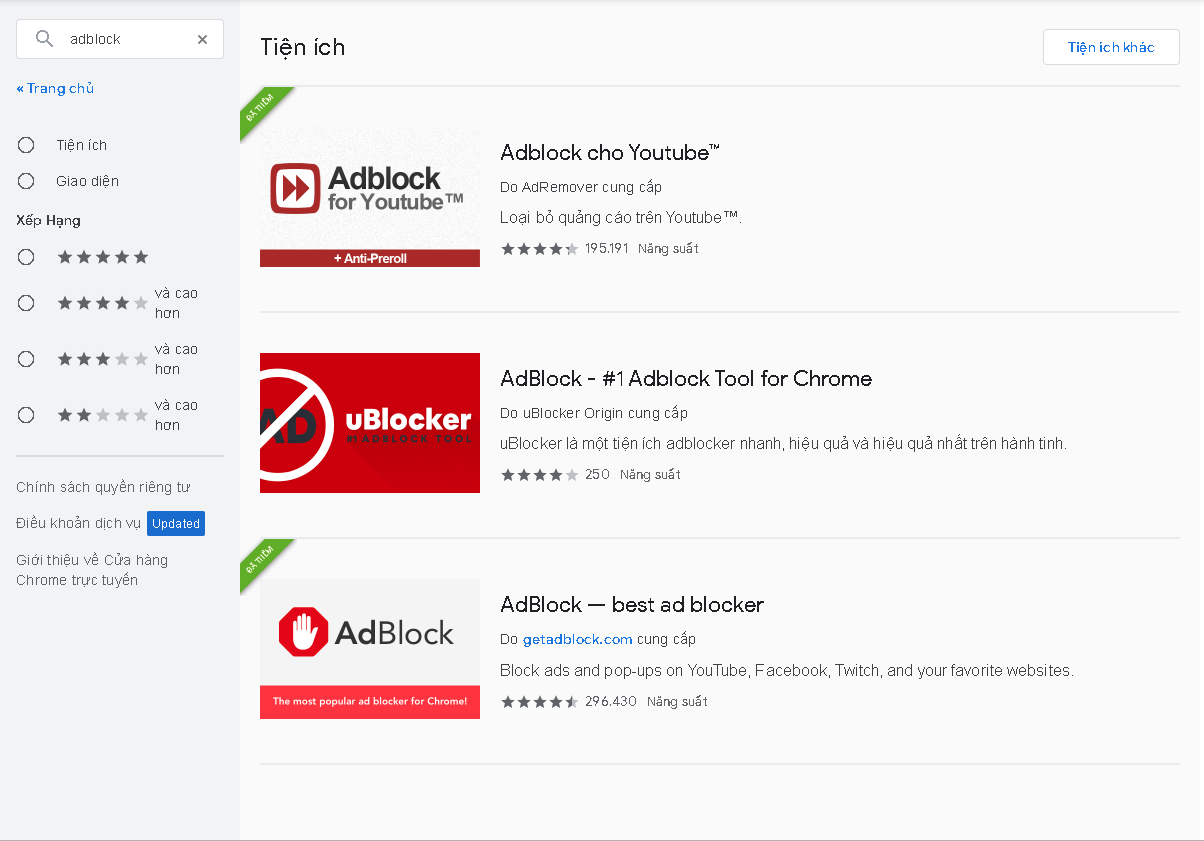 adblock
« Trang chủ
Tiện ích
Giao diện
Xếp Hạng
và cao
hơn
và cao
hơn
và cao
hơn
Chính sách quyền riêng tư
Điều khoản dịch vụ Updated
Giới thiệu về Cửa hàng
Chrome trực tuyến
Tiện ích
Tiện ích khác
ĐÃ THÊM
Adblock
for Youtube™
+ Anti-Preroll
Adblock cho Youtube™
Do AdRemover cung cấp
Loại bỏ quảng cáo trên Youtube™.
195.191 Năng suất
AD
uBlocker
#1 ADBLOCK TOOL
AdBlock - #1 Adblock Tool for Chrome
Do uBlocker Origin cung cấp
uBlocker là một tiện ích adblocker nhanh, hiệu quả và hiệu quả nhất trên hành tinh.
250 Năng suất
ĐÃ THÊM
AdBlock
The most popular ad blocker for Chrome!
AdBlock — best ad blocker
Do getadblock.com cung cấp
Block ads and pop-ups on YouTube, Facebook, Twitch, and your favorite websites.
296.430 Năng suất